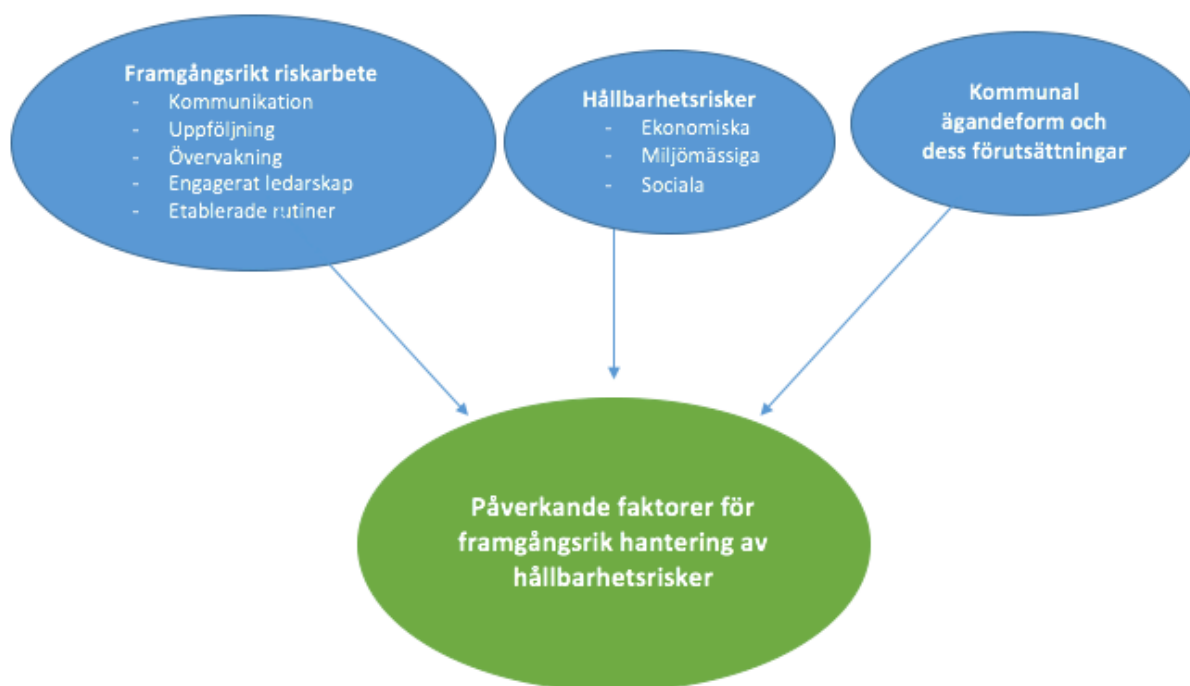 Framgångsrikt riskarbete
- Kommunikation
- Uppföljning
- Övervakning
- Engagerat ledarskap
- Etablerade rutiner
Hållbarhetsrisker
- Ekonomiska
- Miljömässiga
- Sociala
Kommunal
ägandeform och
dess förutsättningar
Påverkande faktorer för
framgångsrik hantering av
hållbarhetsrisker